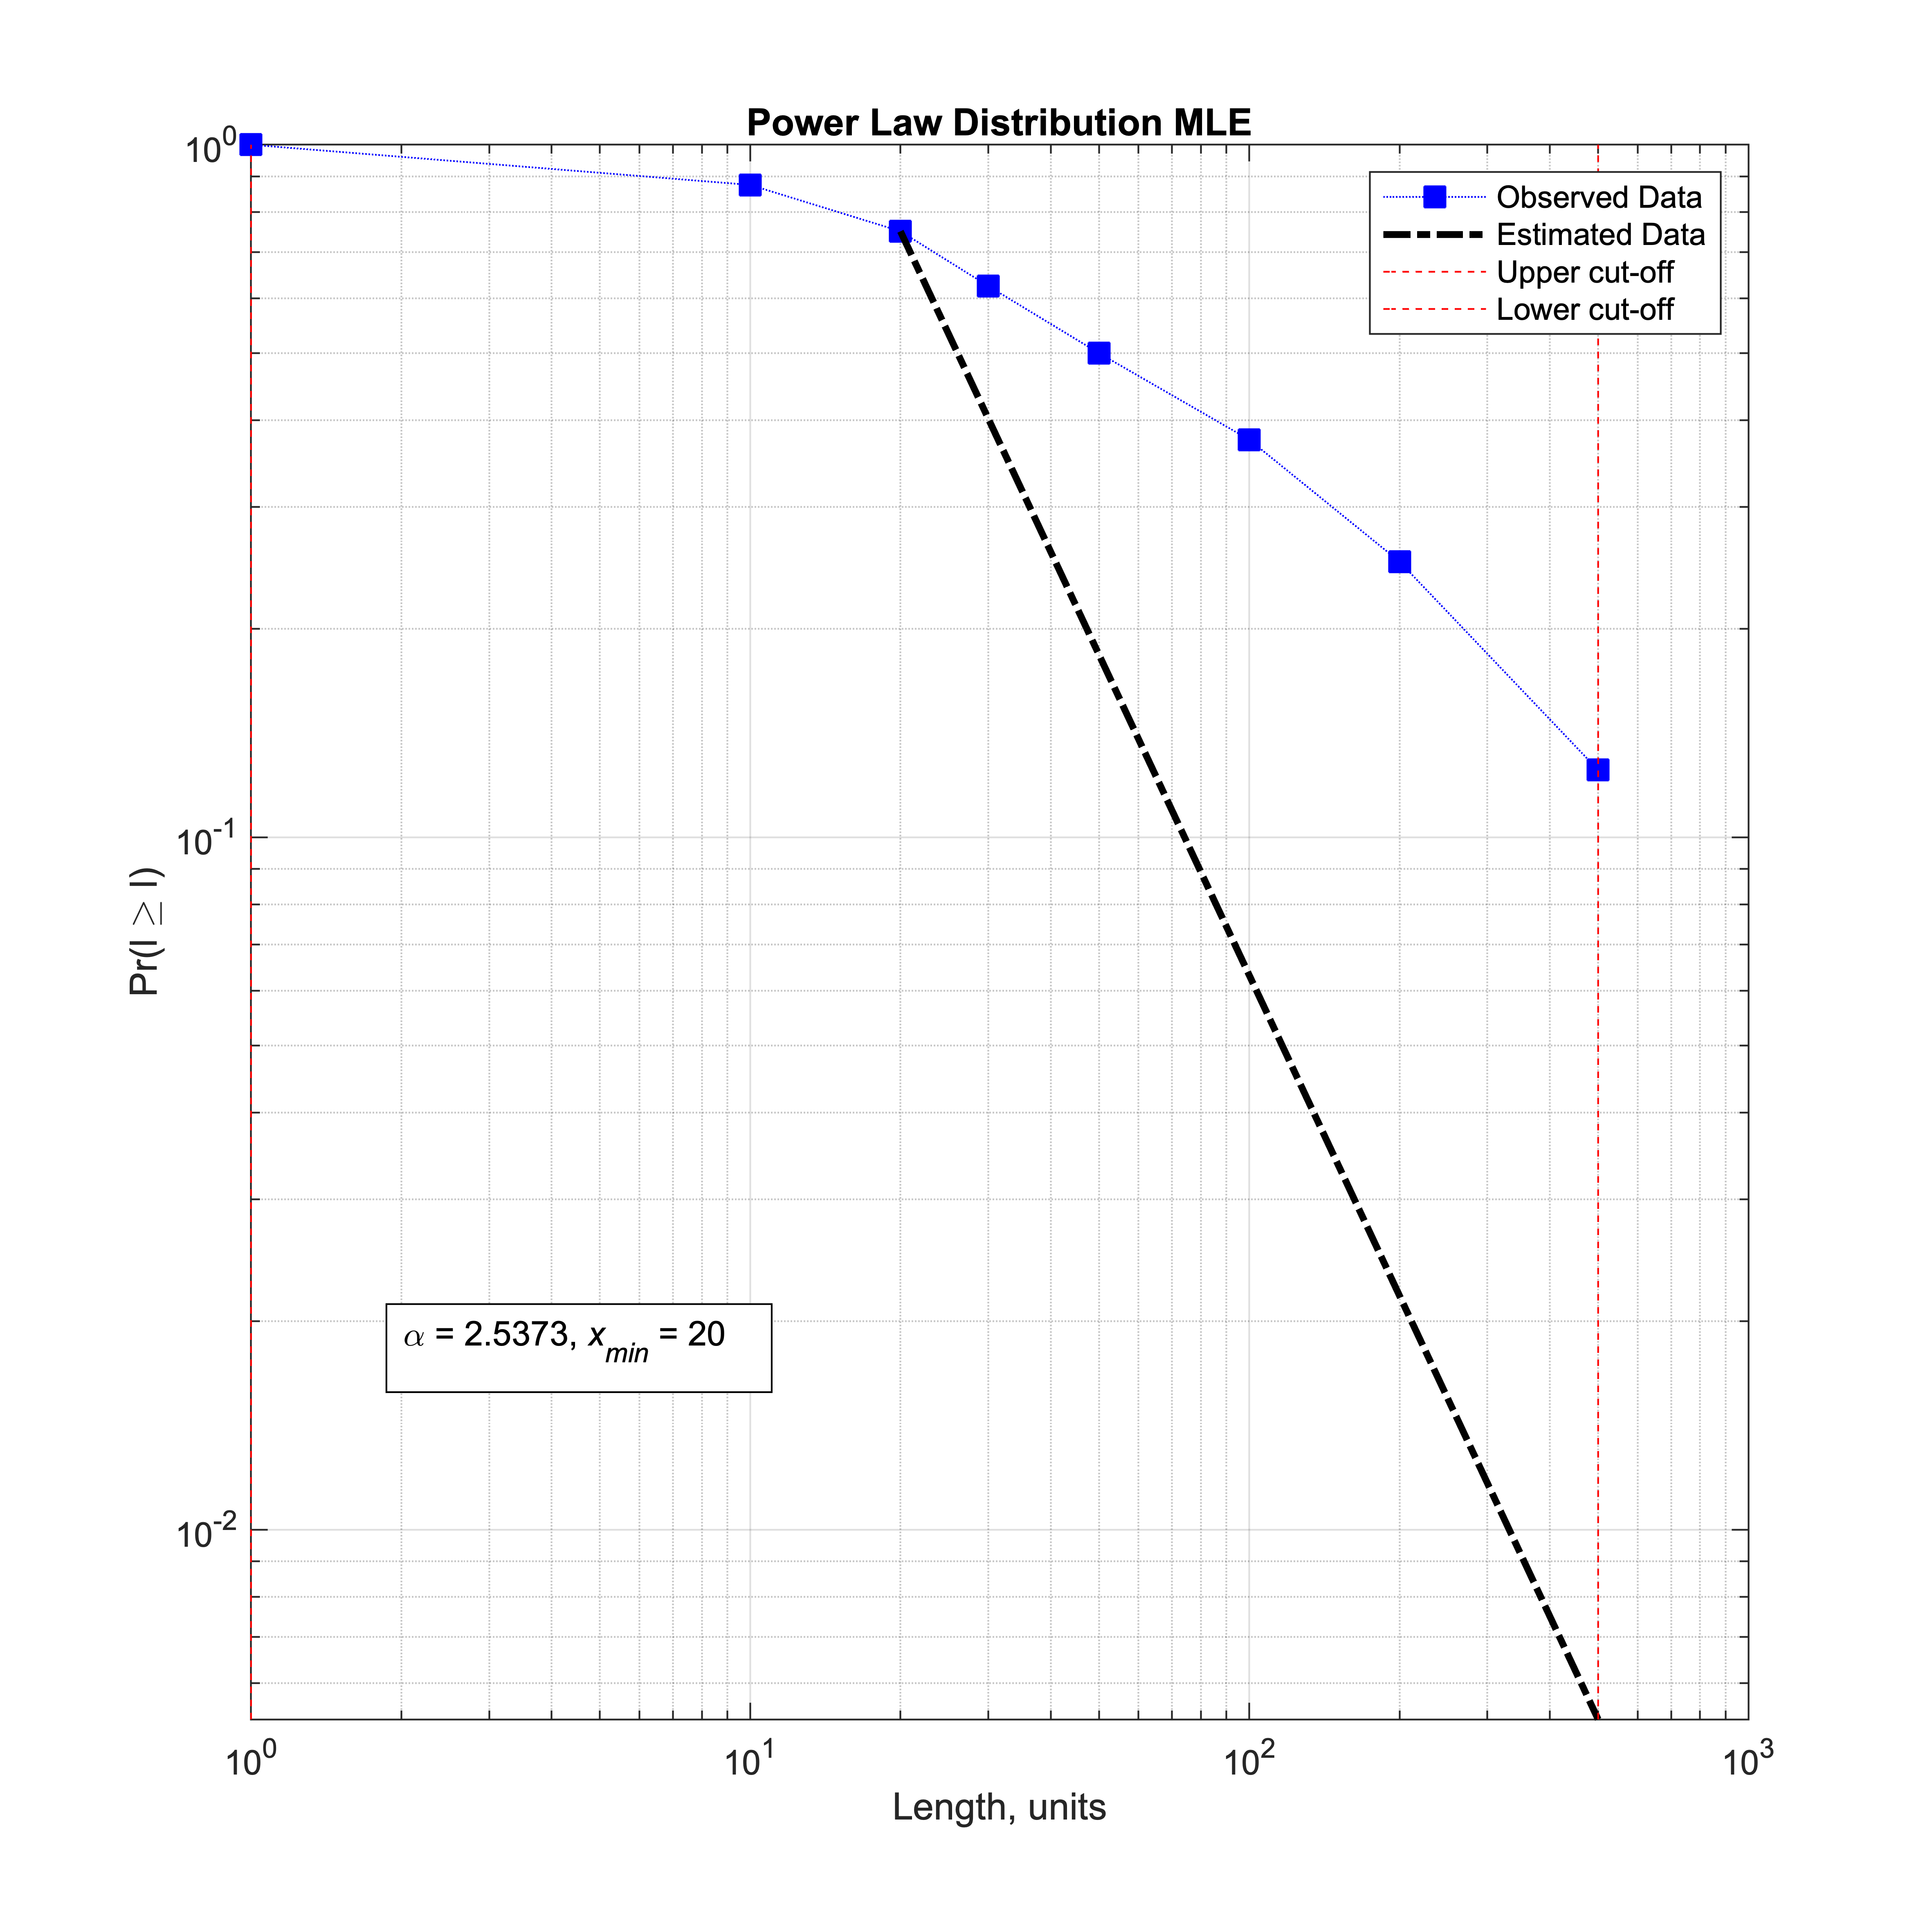 Power Law Distribution MLE
10^0
Observed Data
Estimated Data
Upper cut-off
Lower cut-off
10^-1
Pr(I ≥ I)
α = 2.5373, x_min = 20
10^-2
10^0 10^1 10^2 10^3
Length, units